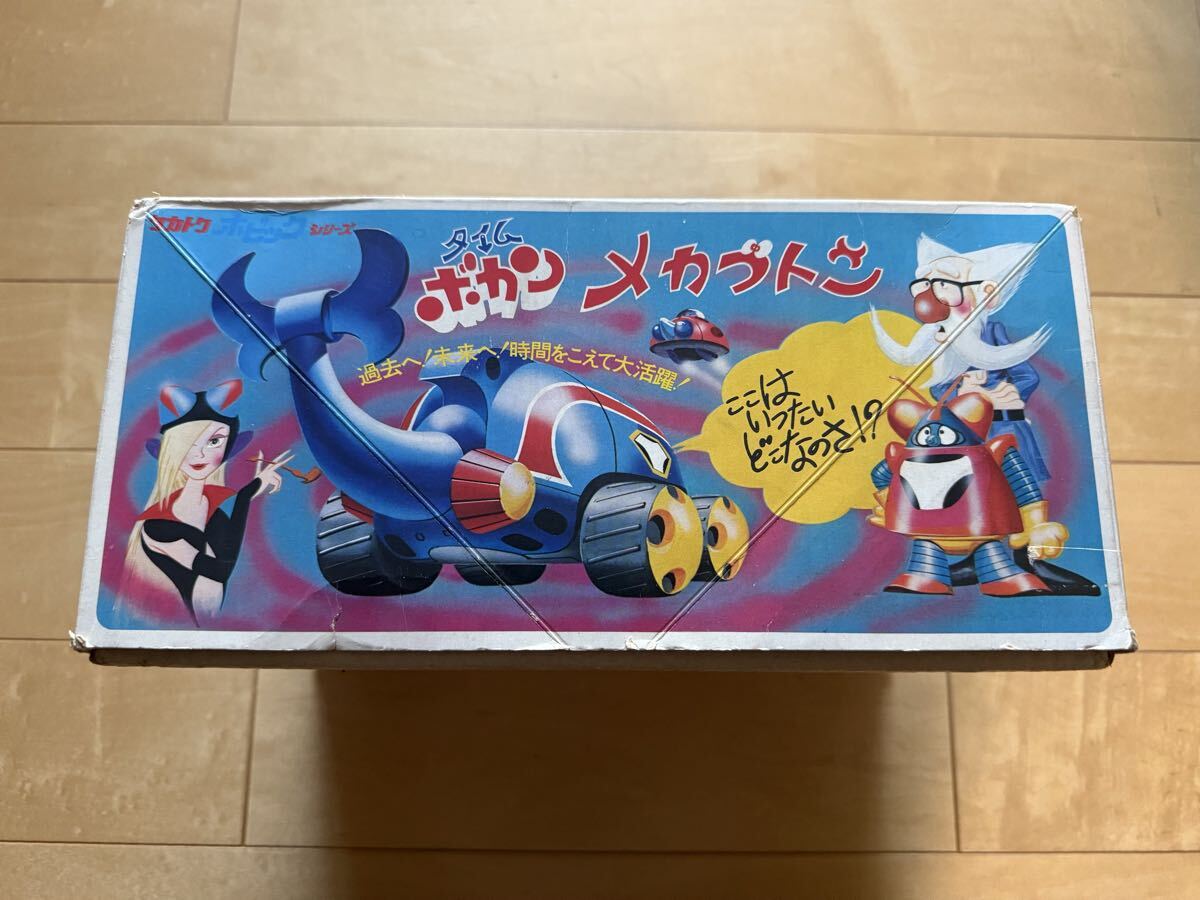 タカトク ホビック シリーズ
タイム
ボカン メカブトン
過去へ!未来へ!時間をこえて大活躍!
ここは
いったい
どこなのさ!?